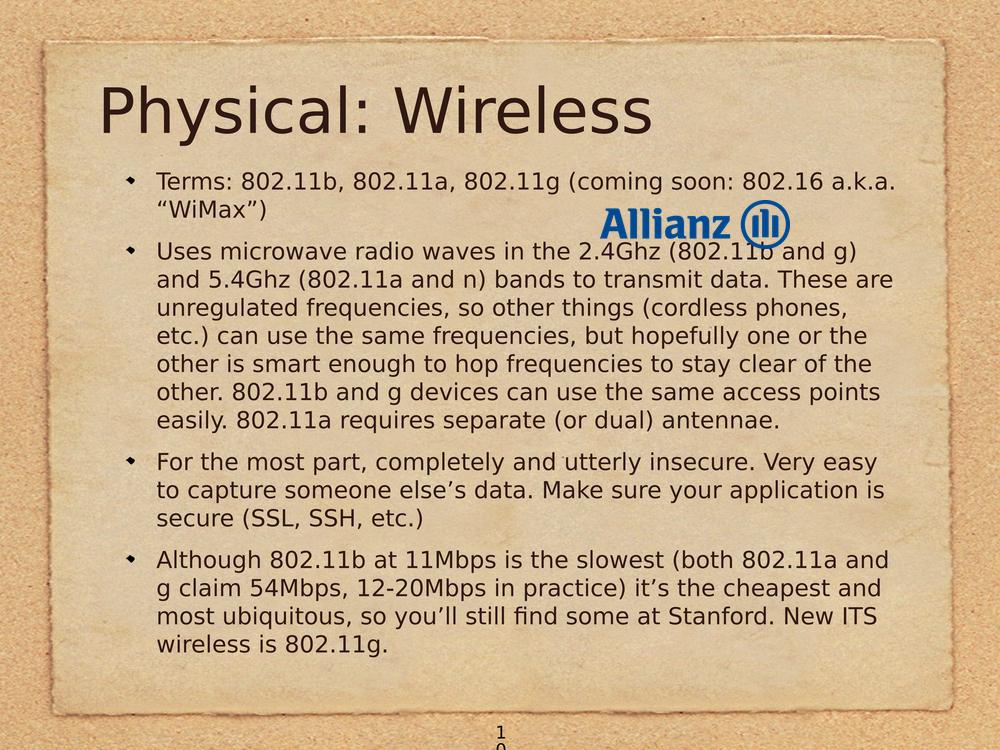 Physical: Wireless
Terms: 802.11b, 802.11a, 802.11g (coming soon: 802.16 a.k.a.
“WiMax”)
Allianz
Uses microwave radio waves in the 2.4Ghz (802.11b and g)
and 5.4Ghz (802.11a and n) bands to transmit data. These are
unregulated frequencies, so other things (cordless phones,
etc.) can use the same frequencies, but hopefully one or the
other is smart enough to hop frequencies to stay clear of the
other. 802.11b and g devices can use the same access points
easily. 802.11a requires separate (or dual) antennae.
For the most part, completely and utterly insecure. Very easy
to capture someone else’s data. Make sure your application is
secure (SSL, SSH, etc.)
Although 802.11b at 11Mbps is the slowest (both 802.11a and
g claim 54Mbps, 12-20Mbps in practice) it’s the cheapest and
most ubiquitous, so you’ll still find some at Stanford. New ITS
wireless is 802.11g.
1
0